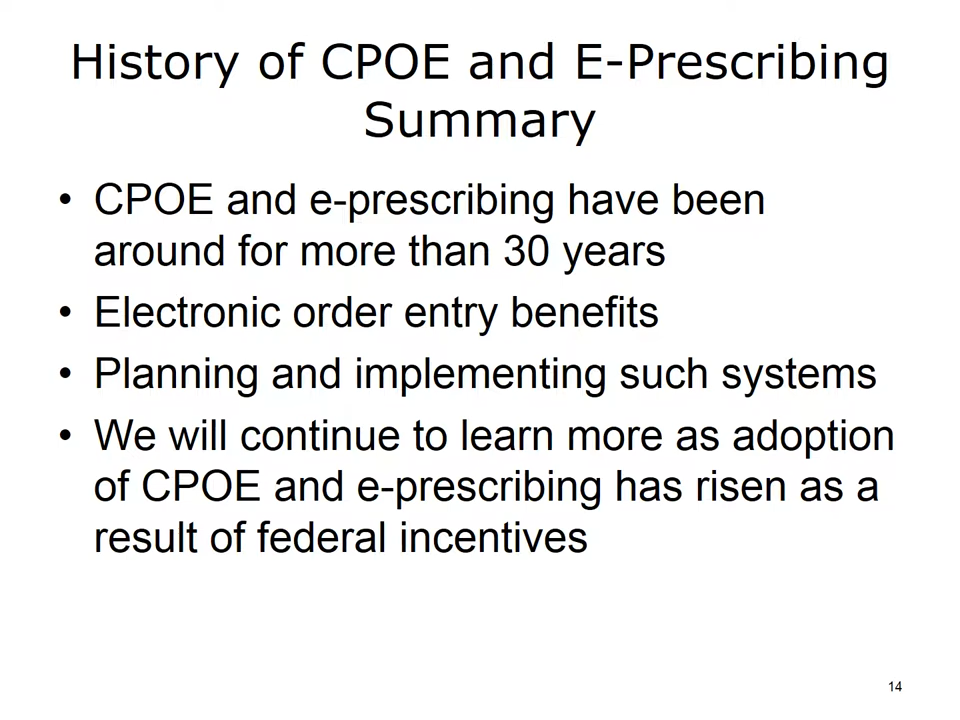 History of CPOE and E-Prescribing
Summary
• CPOE and e-prescribing have been
around for more than 30 years
• Electronic order entry benefits
• Planning and implementing such systems
• We will continue to learn more as adoption
of CPOE and e-prescribing has risen as a
result of federal incentives
14